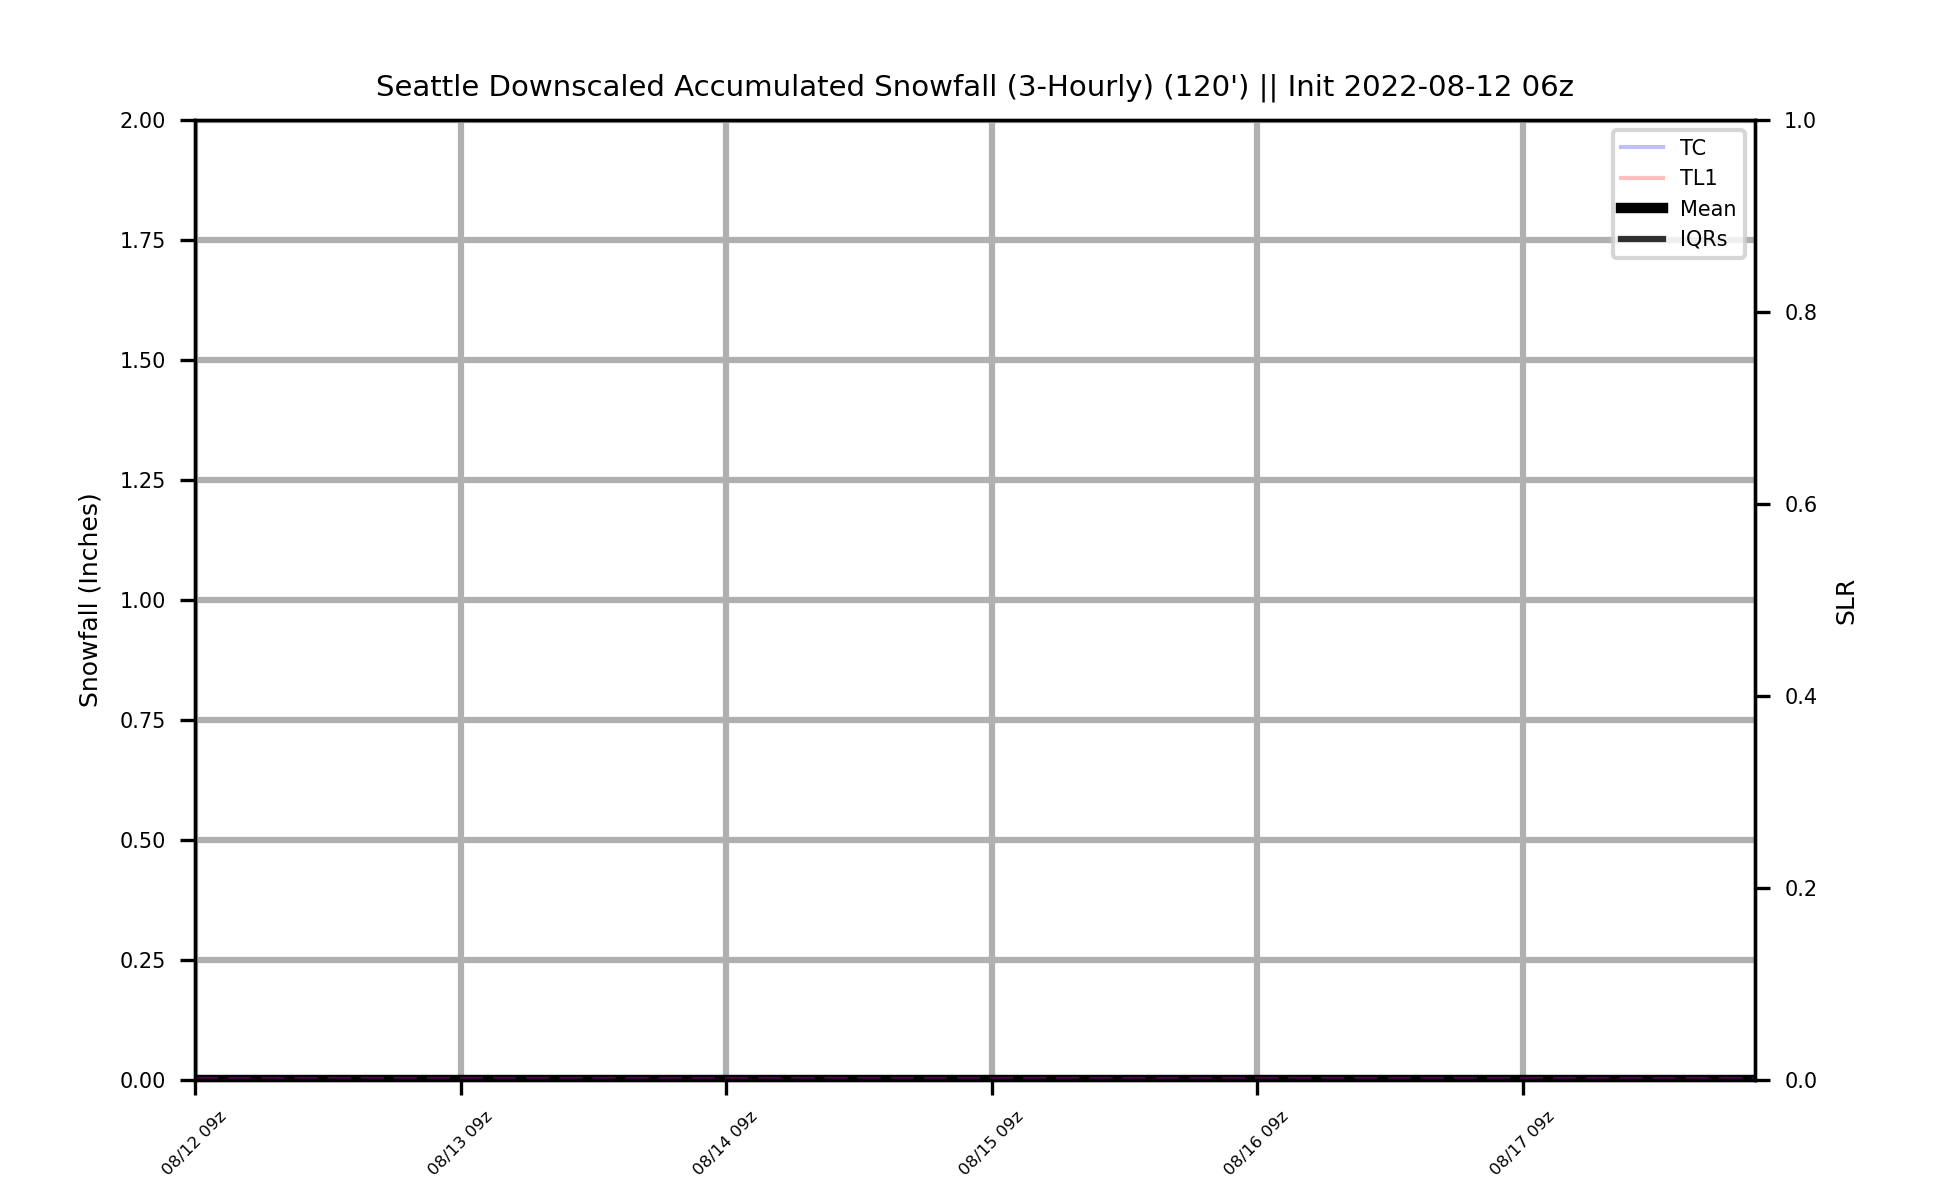 Seattle Downscaled Accumulated Snowfall (3-Hourly) (120') || Init 2022-08-12 06z
2.00
1.75
1.50
1.25
1.00
0.75
0.50
0.25
0.00
Snowfall (Inches)
TC
TL1
Mean
IQRs
1.0
0.8
0.6
0.4
0.2
0.0
SLR
08/12 09z
08/13 09z
08/14 09z
08/15 09z
08/16 09z
08/17 09z